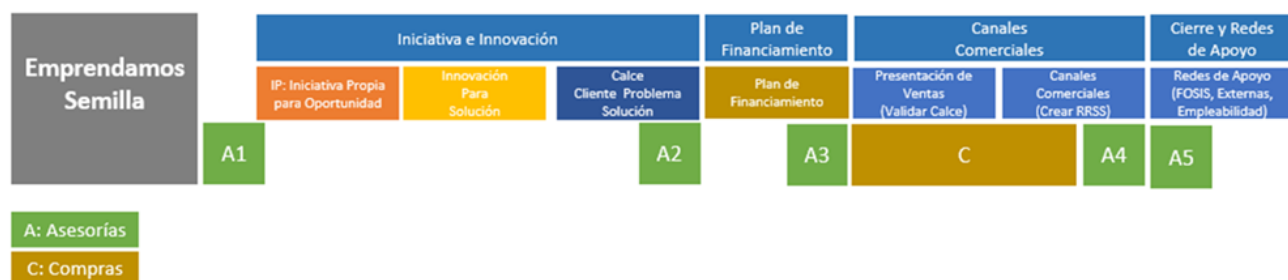 Emprendamos
Semilla
Iniciativa e Innovación
Plan de
Financiamiento
Canales
Comerciales
Cierre y Redes
de Apoyo
IP: Iniciativa Propia
para Oportunidad
Innovación
Para
Solución
Calce
Cliente Problema
Solución
Plan de
Financiamiento
Presentación de
Ventas
(Validar Calce)
Canales
Comerciales
(Crear RRSS)
Redes de Apoyo
(FOSIS, Externas,
Empleabilidad)
A1
A2
A3
C
A4
A5
A: Asesorías
C: Compras